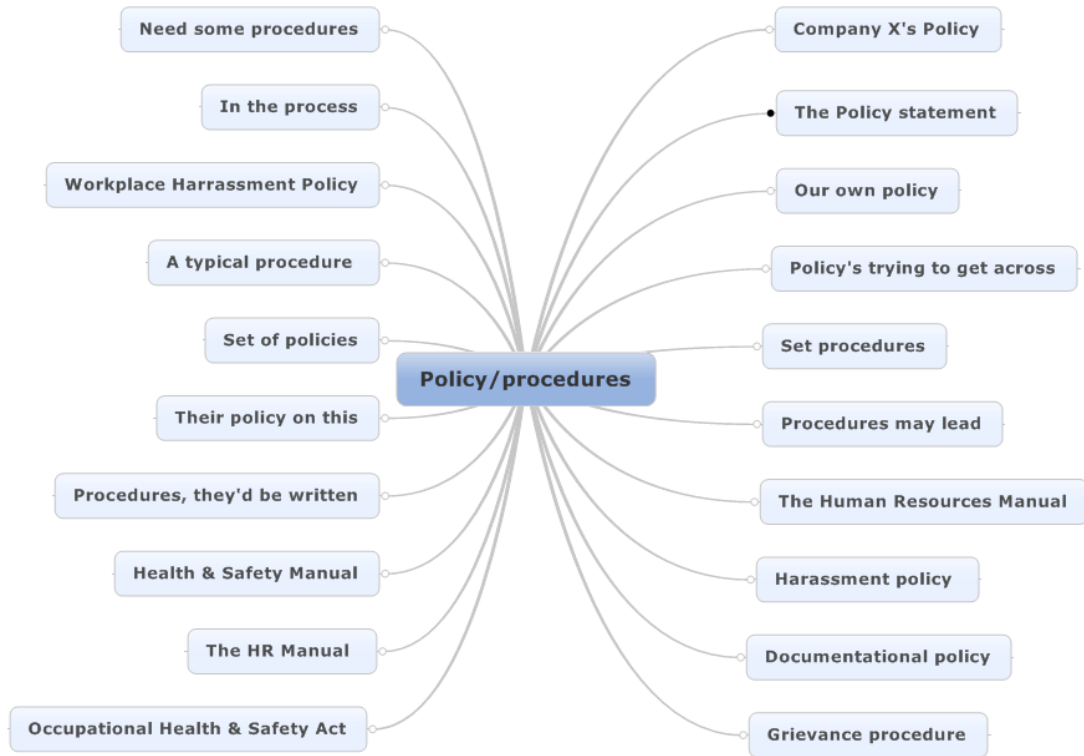 Need some procedures
In the process
Workplace Harrassment Policy
A typical procedure
Set of policies
Their policy on this
Procedures, they'd be written
Health & Safety Manual
The HR Manual
Occupational Health & Safety Act
Policy/procedures
Company X's Policy
The Policy statement
Our own policy
Policy's trying to get across
Set procedures
Procedures may lead
The Human Resources Manual
Harassment policy
Documentational policy
Grievance procedure